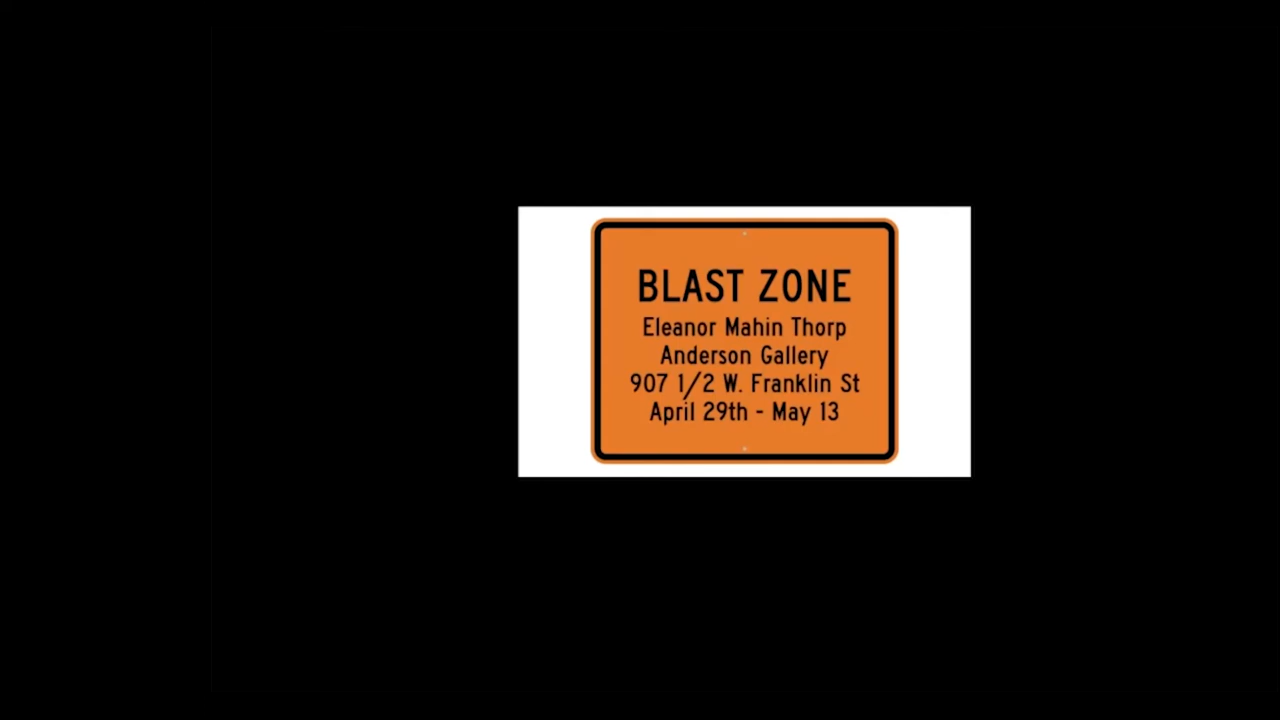 BLAST ZONE
Eleanor Mahin Thorp
Anderson Gallery
907 1/2 W. Franklin St
April 29th - May 13